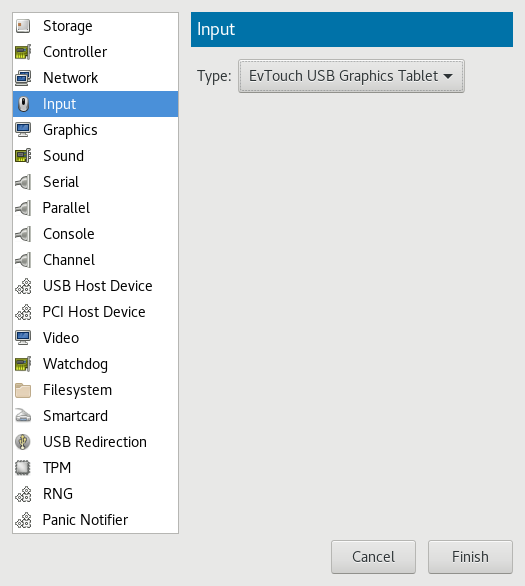 Storage
Controller
Network
Input
Graphics
Sound
Serial
Parallel
Console
Channel
USB Host Device
PCI Host Device
Video
Watchdog
Filesystem
Smartcard
USB Redirection
TPM
RNG
Panic Notifier
Input
Type: EvTouch USB Graphics Tablet
Cancel
Finish